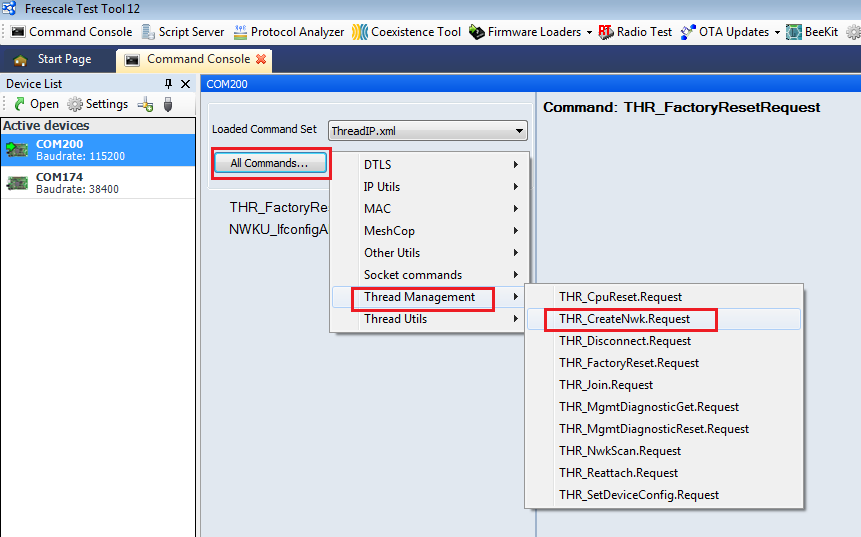 Freescale Test Tool 12
Command Console Script Server Protocol Analyzer Coexistence Tool Firmware Loaders Radio Test OTA Updates BeeKit
Start Page Command Console
Device List
Open Settings
Active devices
COM200
Baudrate: 115200
COM174
Baudrate: 38400
COM200
Loaded Command Set ThreadIP.xml
All Commands...
THR_FactoryRe
NWKU_IfconfigA
DTLS
IP Utils
MAC
MeshCop
Other Utils
Socket commands
Thread Management
Thread Utils
THR_CpuReset.Request
THR_CreateNwk.Request
THR_Disconnect.Request
THR_FactoryReset.Request
THR_Join.Request
THR_MgmtDiagnosticGet.Request
THR_MgmtDiagnosticReset.Request
THR_NwkScan.Request
THR_Reattach.Request
THR_SetDeviceConfig.Request
Command: THR_FactoryResetRequest